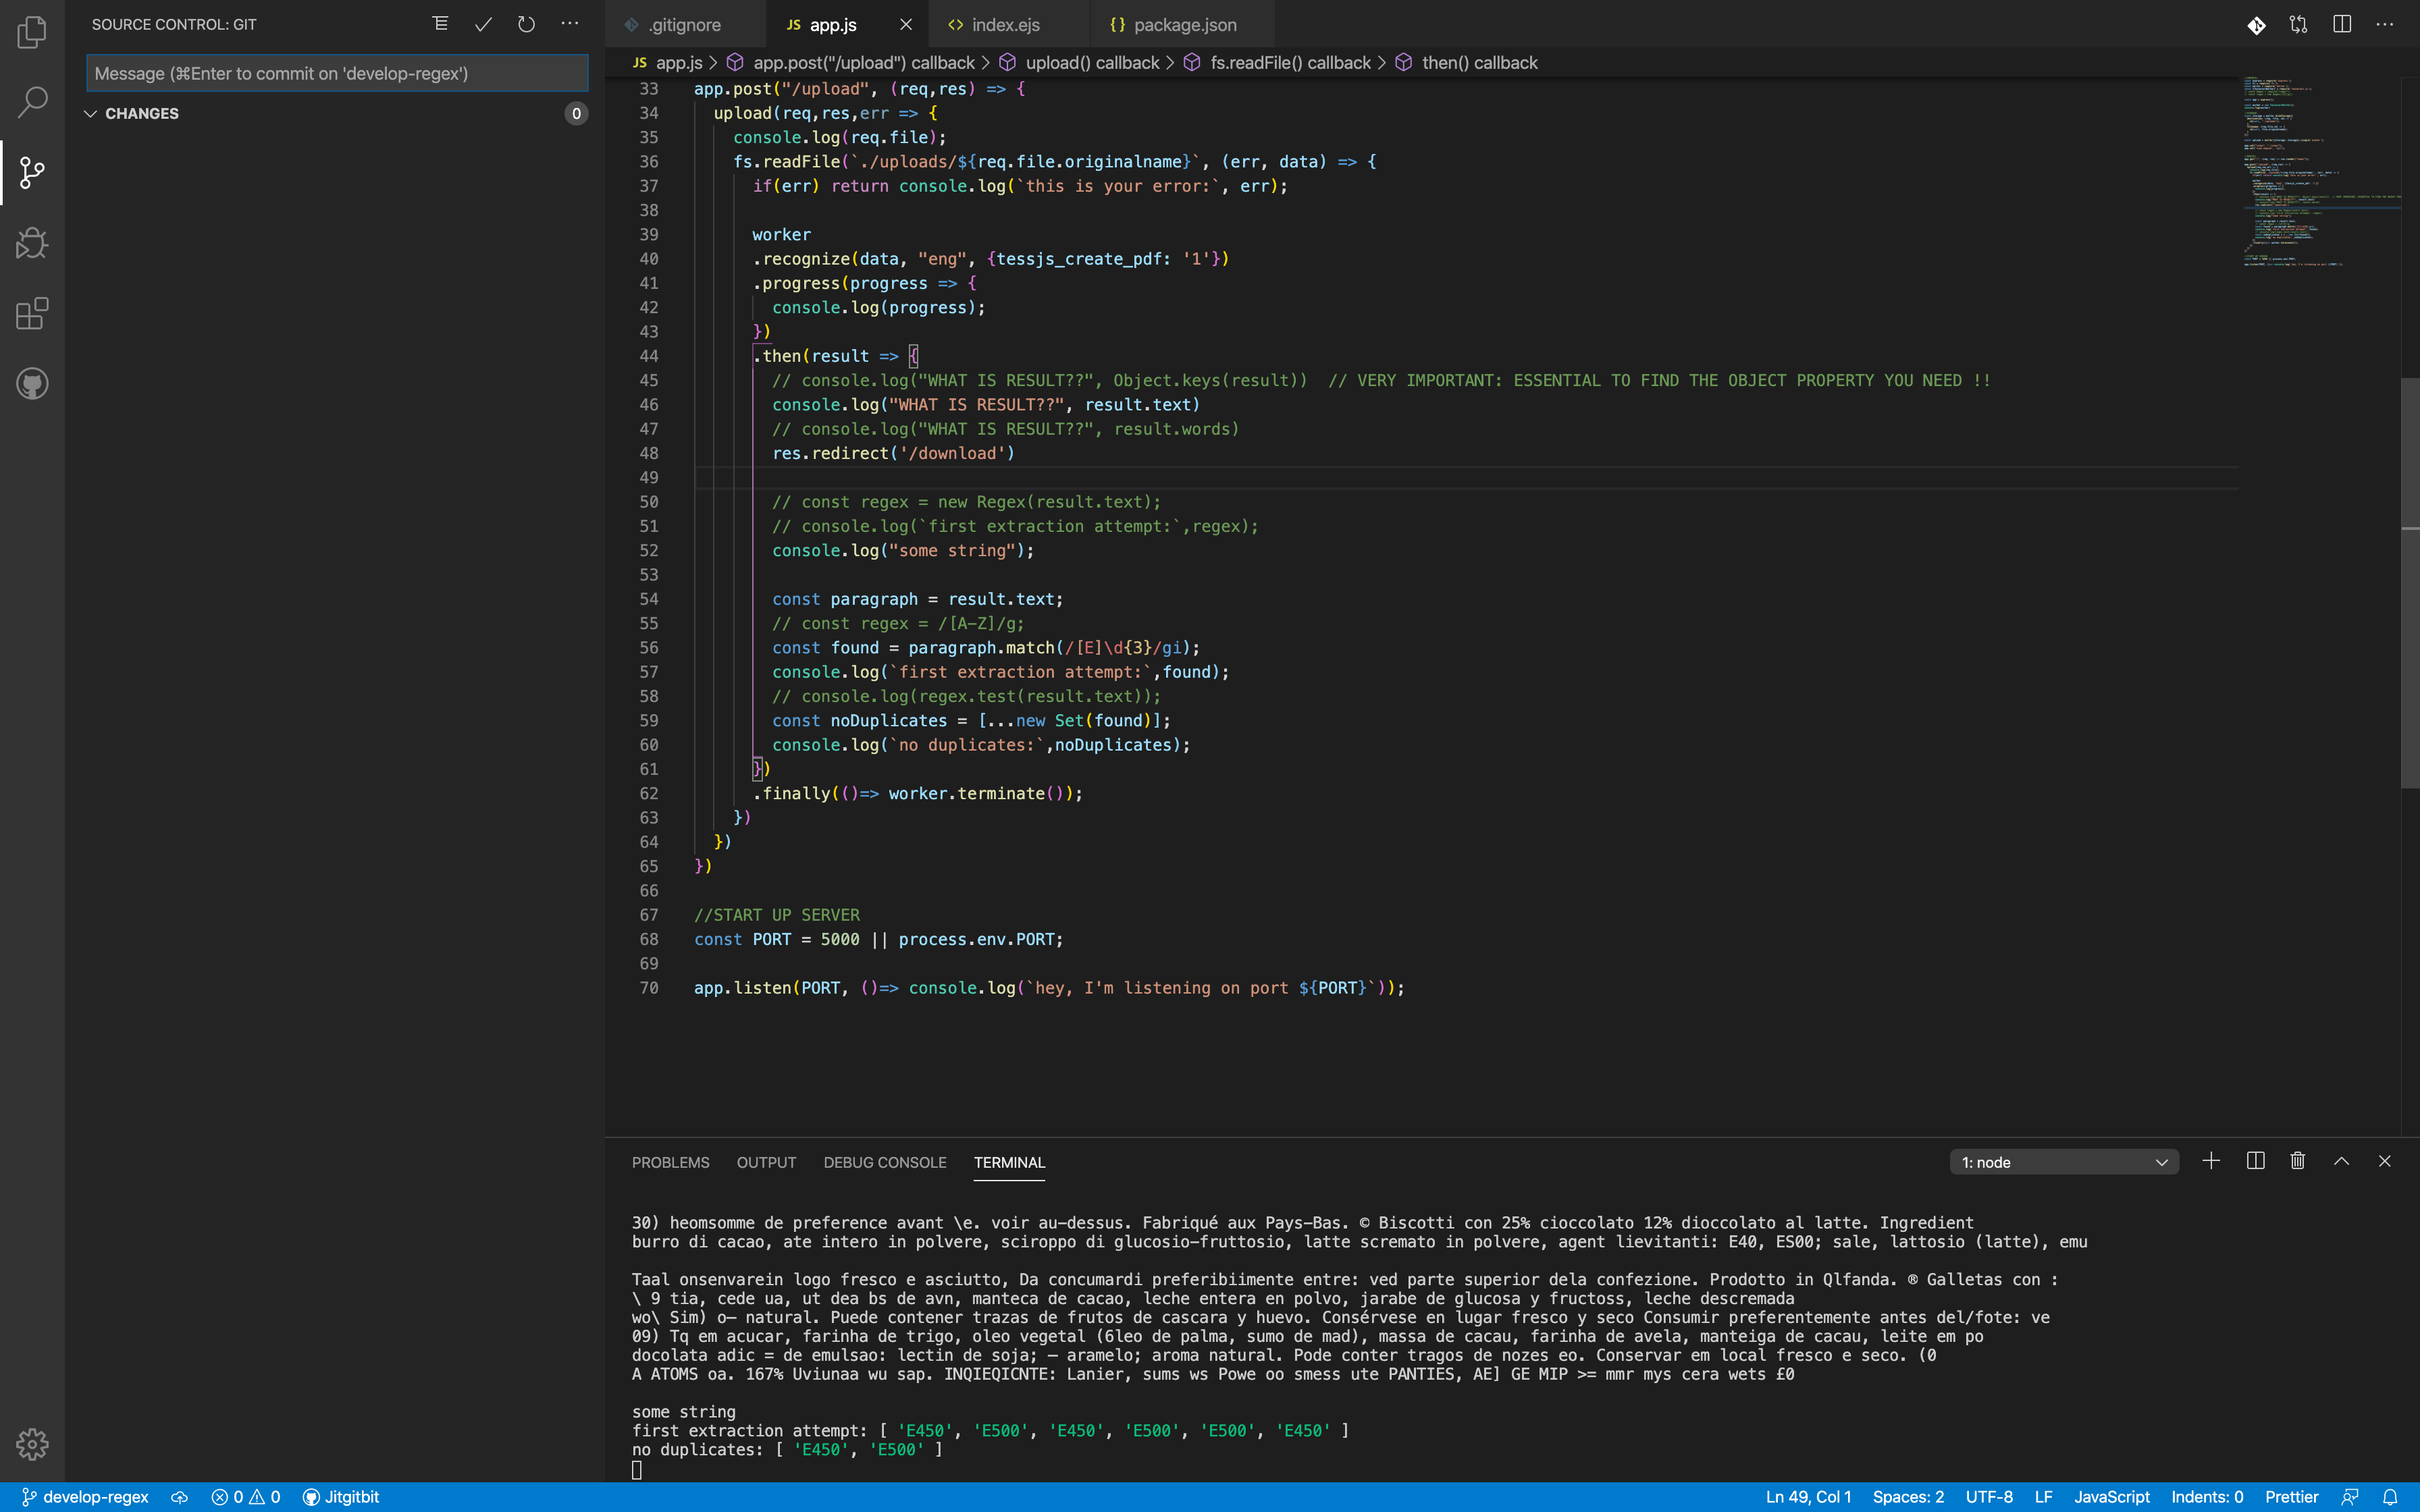 SOURCE CONTROL: GIT
Message (⌘Enter to commit on 'develop-regex')
CHANGES
0
.gitignore
JS app.js
<> index.ejs
{} package.json
JS app.js > app.post("/upload") callback > upload() callback > fs.readFile() callback > then() callback
33 app.post("/upload", (req,res) => {
34 upload(req,res,err => {
35 console.log(req.file);
36 fs.readFile(`./uploads/${req.file.originalname}`, (err, data) => {
37 if(err) return console.log(`this is your error:`, err);
38
39 worker
40 .recognize(data, "eng", {tessjs_create_pdf: '1'})
41 .progress(progress => {
42 console.log(progress);
43 })
44 .then(result => {
45 // console.log("WHAT IS RESULT??", Object.keys(result)) // VERY IMPORTANT: ESSENTIAL TO FIND THE OBJECT PROPERTY YOU NEED !!
46 console.log("WHAT IS RESULT??", result.text)
47 // console.log("WHAT IS RESULT??", result.words)
48 res.redirect('/download')
49
50 // const regex = new Regex(result.text);
51 // console.log(`first extraction attempt:`,regex);
52 console.log("some string");
53
54 const paragraph = result.text;
55 // const regex = /[A-Z]/g;
56 const found = paragraph.match(/[E]\d{3}/gi);
57 console.log(`first extraction attempt:`,found);
58 // console.log(regex.test(result.text));
59 const noDuplicates = [...new Set(found)];
60 console.log(`no duplicates:`,noDuplicates);
61 })
62 .finally(()=> worker.terminate());
63 })
64 })
65 })
66
67 //START UP SERVER
68 const PORT = 5000 || process.env.PORT;
69
70 app.listen(PORT, ()=> console.log(`hey, I'm listening on port ${PORT}`));
PROBLEMS OUTPUT DEBUG CONSOLE TERMINAL
1: node
30) heomsomme de preference avant \e. voir au-dessus. Fabriqué aux Pays-Bas. © Biscotti con 25% cioccolato 12% dioccolato al latte. Ingredient
burro di cacao, ate intero in polvere, sciroppo di glucosio-fruttosio, latte scremato in polvere, agent lievitanti: E40, ES00; sale, lattosio (latte), emu
Taal onsenvarein logo fresco e asciutto, Da concumardi preferibiimente entre: ved parte superior dela confezione. Prodotto in Qlfanda. ® Galletas con :
\ 9 tia, cede ua, ut dea bs de avn, manteca de cacao, leche entera en polvo, jarabe de glucosa y fructoss, leche descremada
wo\ Sim) o— natural. Puede contener trazas de frutos de cascara y huevo. Consérvese en lugar fresco y seco Consumir preferentemente antes del/fote: ve
09) Tq em acucar, farinha de trigo, oleo vegetal (6leo de palma, sumo de mad), massa de cacau, farinha de avela, manteiga de cacau, leite em po
docolata adic = de emulsao: lectin de soja; — aramelo; aroma natural. Pode conter tragos de nozes eo. Conservar em local fresco e seco. (0
A ATOMS oa. 167% Uviunaa wu sap. INQIEQICNTE: Lanier, sums ws Powe oo smess ute PANTIES, AE] GE MIP >= mmr mys cera wets £0
some string
first extraction attempt: [ 'E450', 'E500', 'E450', 'E500', 'E500', 'E450' ]
no duplicates: [ 'E450', 'E500' ]
develop-regex 0 0 Jitgitbit Ln 49, Col 1 Spaces: 2 UTF-8 LF JavaScript Indents: 0 Prettier